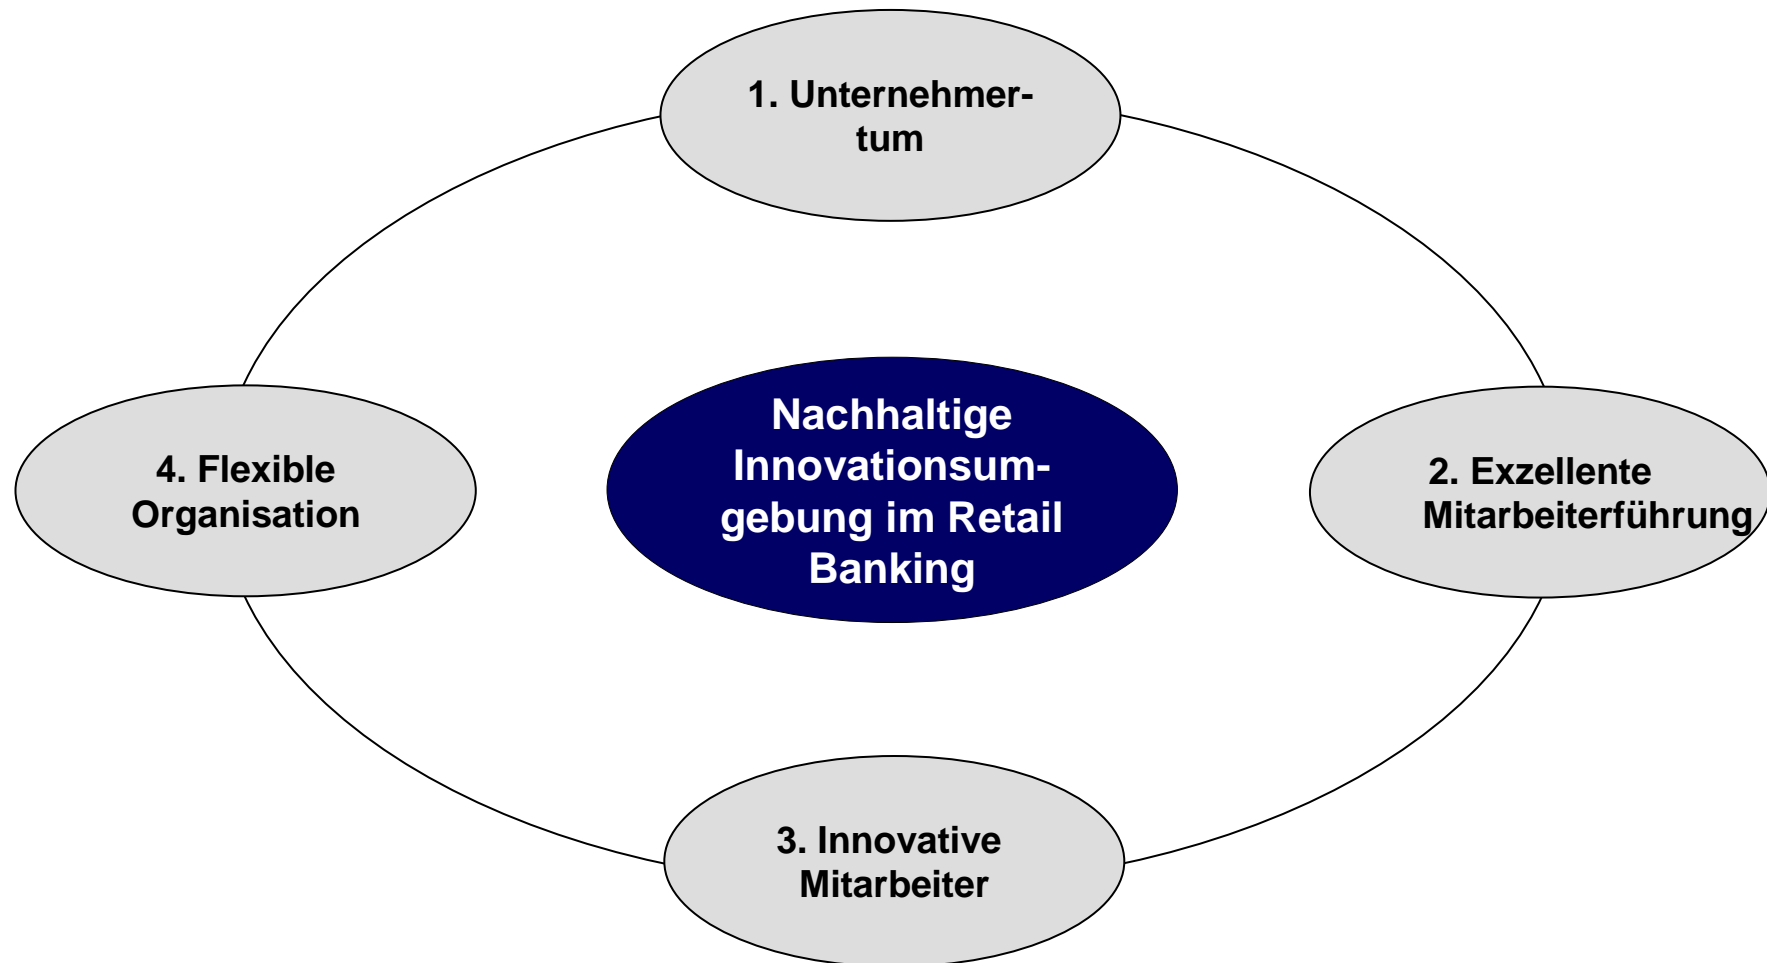 1. Unternehmer-
tum
4. Flexible
Organisation
Nachhaltige
Innovationsum-
gebung im Retail
Banking
2. Exzellente
Mitarbeiterführung
3. Innovative
Mitarbeiter